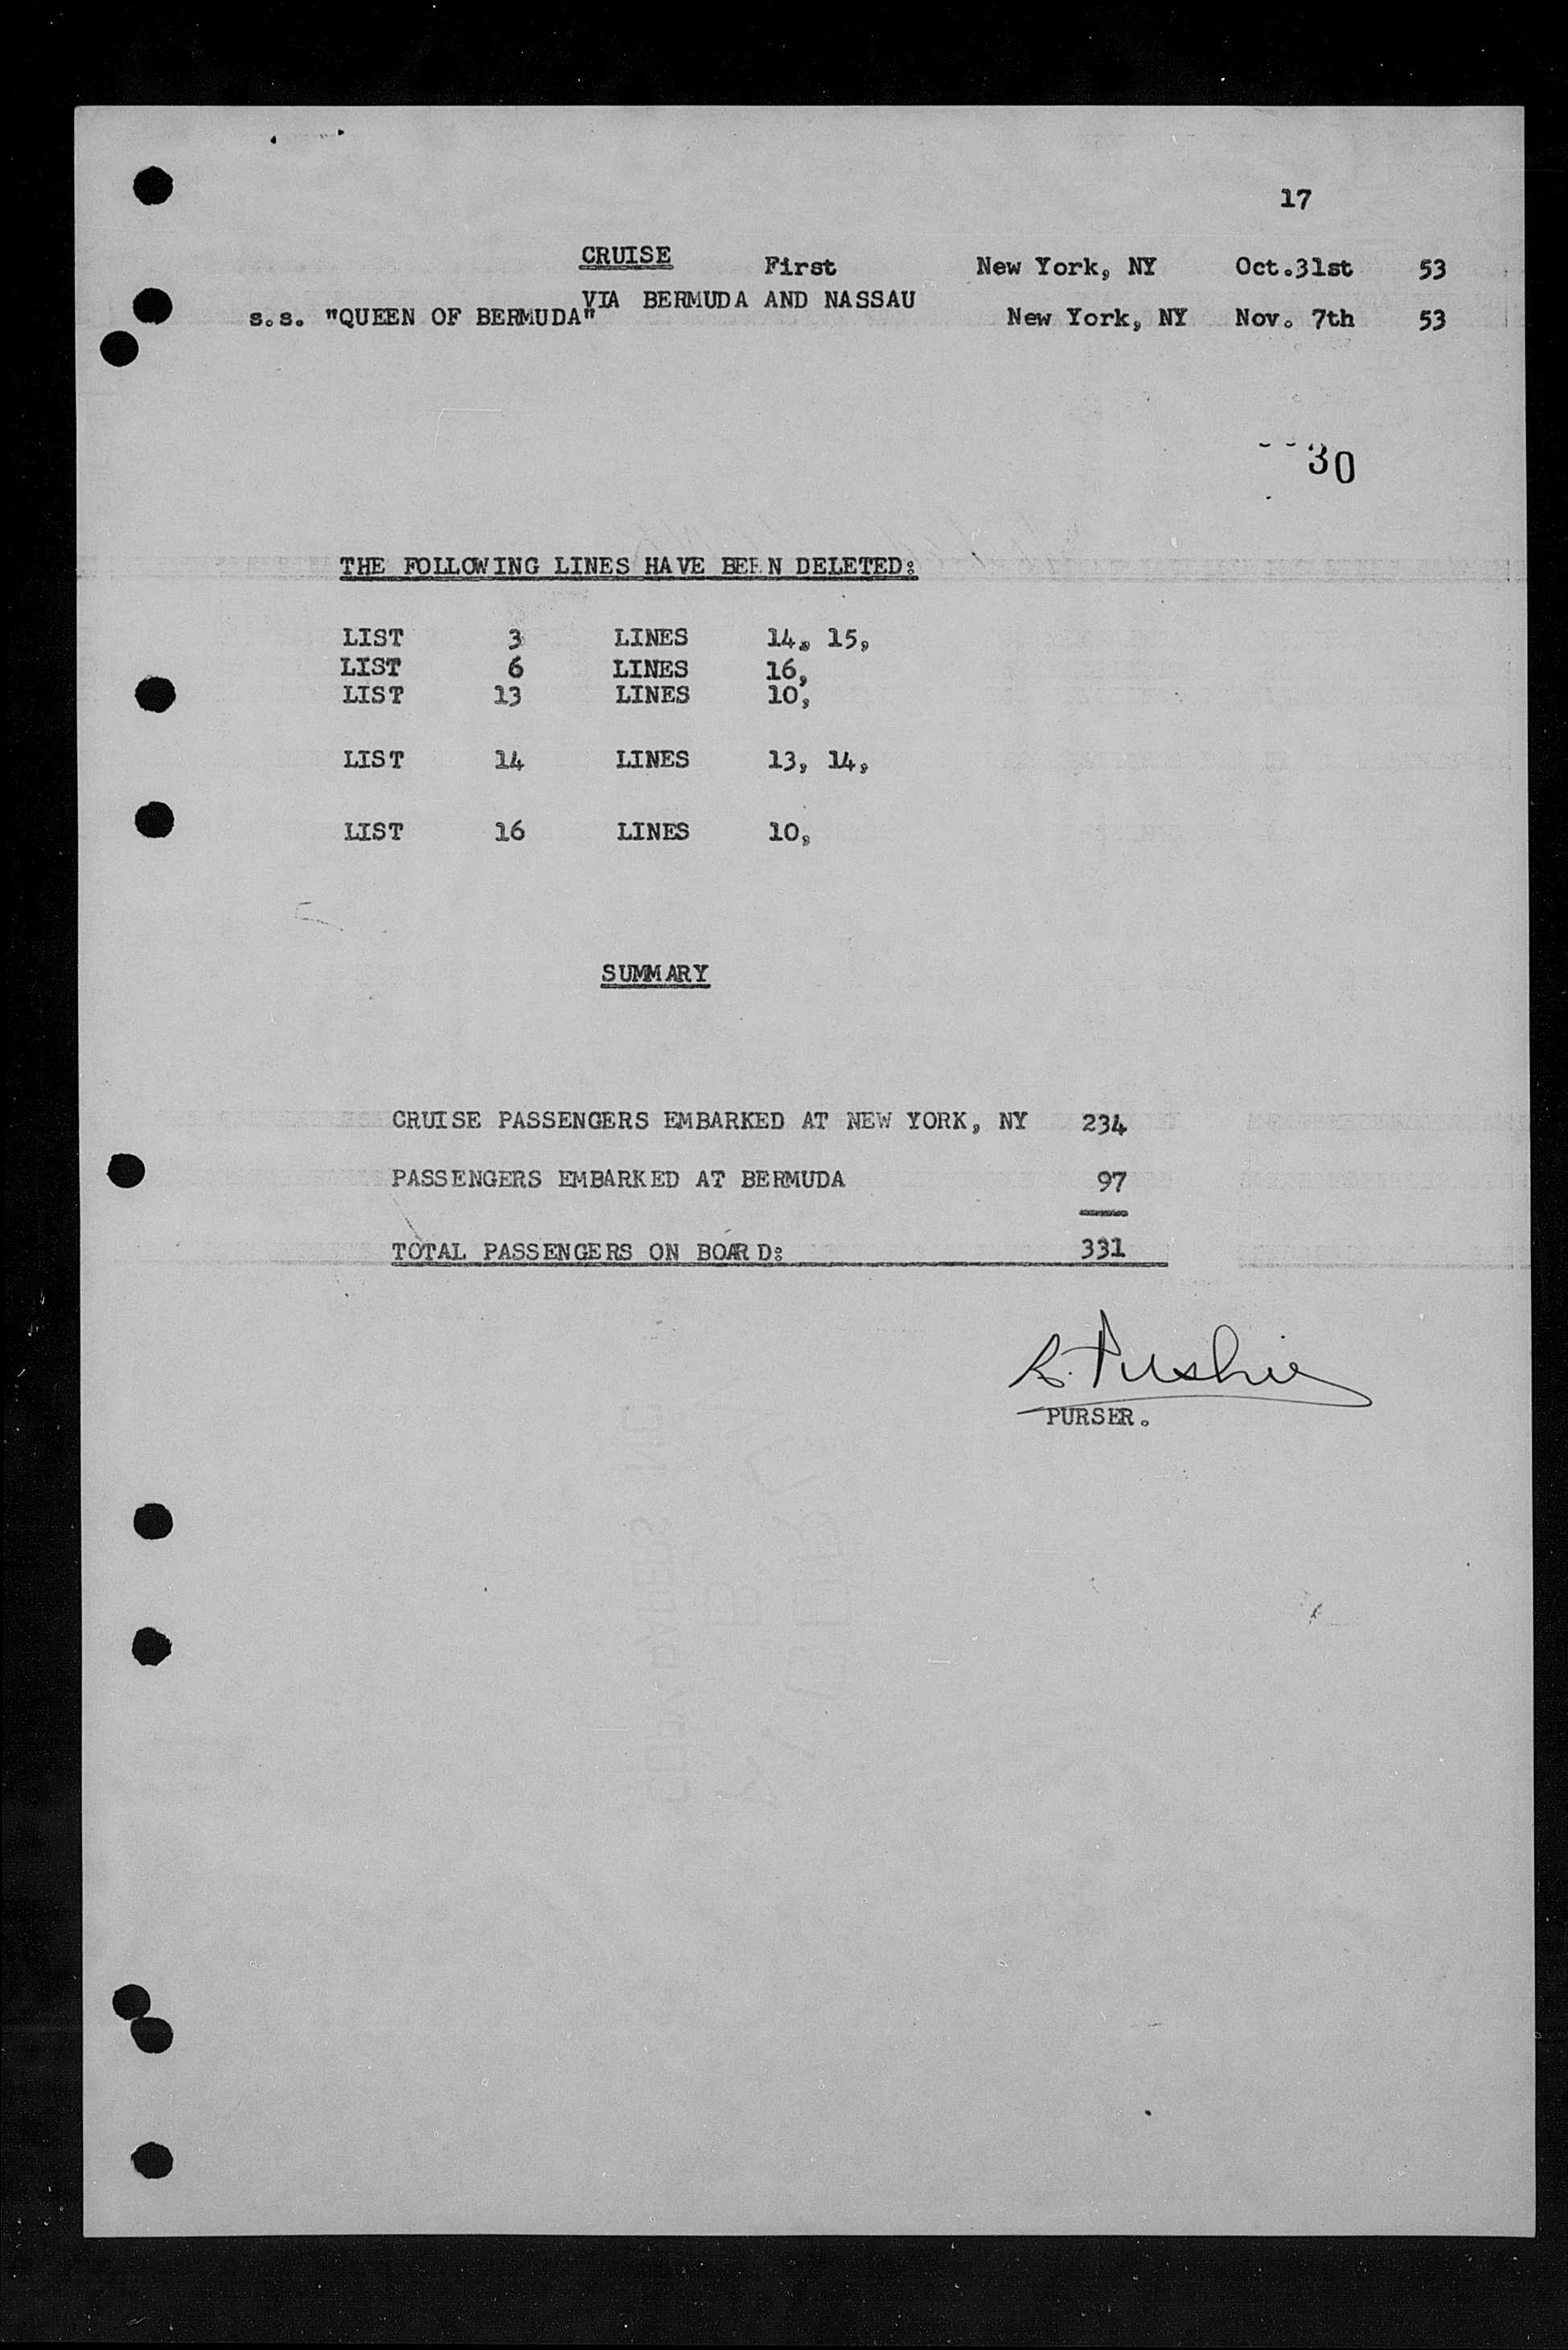 17
CRUISE First New York, NY Oct.31st 53
VIA BERMUDA AND NASSAU
s.s. "QUEEN OF BERMUDA" New York, NY Nov. 7th 53
30
THE FOLLOWING LINES HAVE BEEN DELETED:
LIST 3 LINES 14, 15,
LIST 6 LINES 16,
LIST 13 LINES 10,
LIST 14 LINES 13, 14,
LIST 16 LINES 10,
SUMMARY
CRUISE PASSENGERS EMBARKED AT NEW YORK, NY 234
PASSENGERS EMBARKED AT BERMUDA 97
TOTAL PASSENGERS ON BOARD: 331
PURSER.